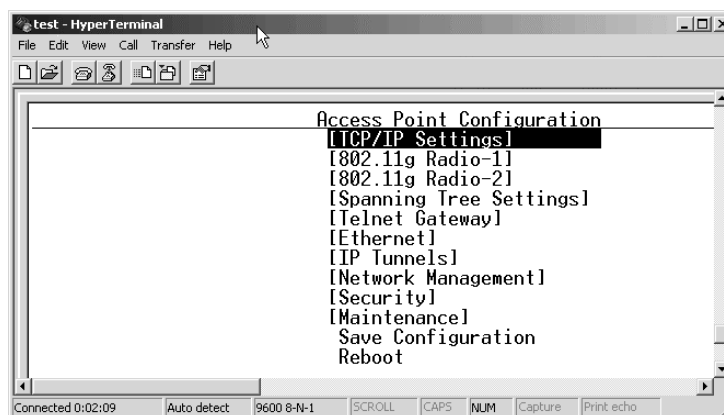 test - HyperTerminal
File Edit View Call Transfer Help
Access Point Configuration
[TCP/IP Settings]
[802.11g Radio-1]
[802.11g Radio-2]
[Spanning Tree Settings]
[Telnet Gateway]
[Ethernet]
[IP Tunnels]
[Network Management]
[Security]
[Maintenance]
Save Configuration
Reboot
Connected 0:02:09 Auto detect 9600 8-N-1 SCROLL CAPS NUM Capture Print echo